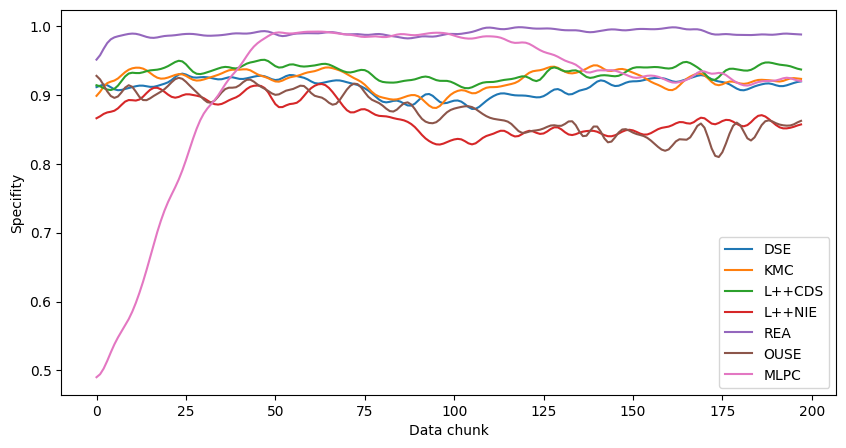 1.0
0.9
0.8
0.7
0.6
0.5
Specifity
0 25 50 75 100 125 150 175 200
Data chunk
DSE
KMC
L++CDS
L++NIE
REA
OUSE
MLPC